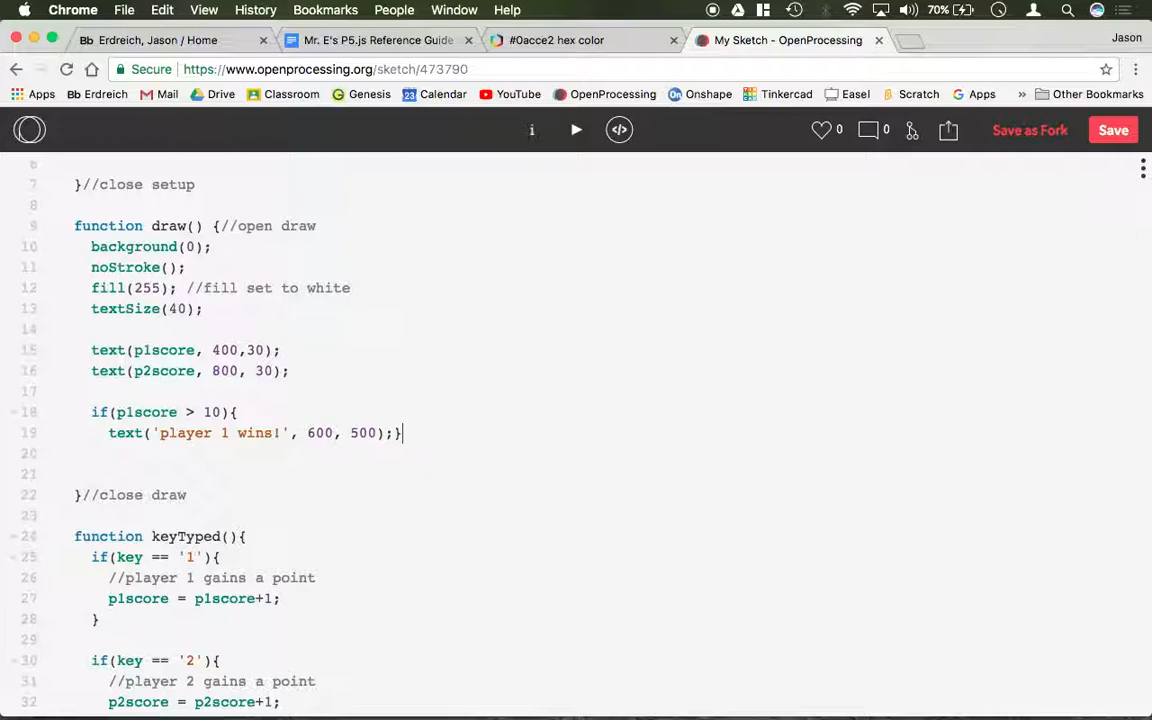 Chrome File Edit View History Bookmarks People Window Help 70%
Bb Erdreich, Jason / Home × Mr. E's P5.js Reference Guide × #0acce2 hex color × My Sketch - OpenProcessing × Jason
Secure https://www.openprocessing.org/sketch/473790
Apps Bb Erdreich Mail Drive Classroom Genesis 23 Calendar YouTube OpenProcessing On Onshape Tinkercad Easel Scratch Apps » Other Bookmarks
i </> 0 0 Save as Fork Save
6
7 }//close setup
8
9 function draw() {//open draw
10 background(0);
11 noStroke();
12 fill(255); //fill set to white
13 textSize(40);
14
15 text(p1score, 400,30);
16 text(p2score, 800, 30);
17
18 if(p1score > 10){
19 text('player 1 wins!', 600, 500);}
20
21
22 }//close draw
23
24 function keyTyped(){
25 if(key == '1'){
26 //player 1 gains a point
27 p1score = p1score+1;
28 }
29
30 if(key == '2'){
31 //player 2 gains a point
32 p2score = p2score+1;